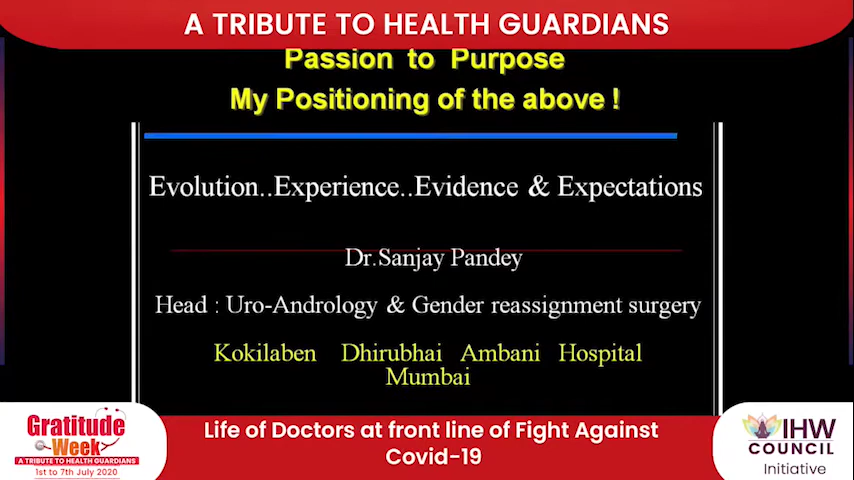 A TRIBUTE TO HEALTH GUARDIANS
Passion to Purpose
My Positioning of the above !
Evolution..Experience..Evidence & Expectations
Dr.Sanjay Pandey
Head : Uro-Andrology & Gender reassignment surgery
Kokilaben Dhirubhai Ambani Hospital
Mumbai
Gratitude
Week
A TRIBUTE TO HEALTH GUARDIANS
1st to 7th July 2020
Life of Doctors at front line of Fight Against
Covid-19
IHW
COUNCIL
Initiative